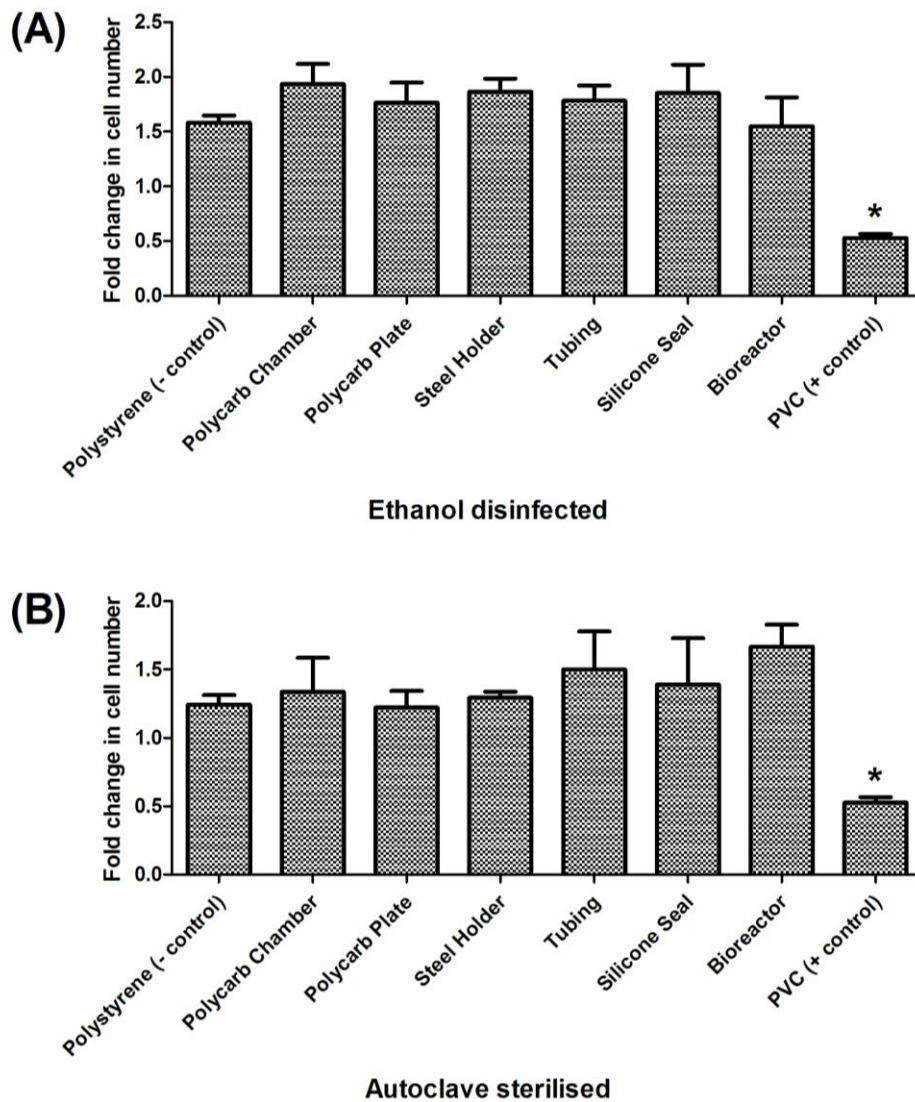 (A)
Fold change in cell number
2.5
2.0
1.5
1.0
0.5
0.0
*
Polystyrene (- control)
Polycarb Chamber
Polycarb Plate
Steel Holder
Tubing
Silicone Seal
Bioreactor
PVC (+ control)
Ethanol disinfected
(B)
Fold change in cell number
2.0
1.5
1.0
0.5
0.0
*
Polystyrene (- control)
Polycarb Chamber
Polycarb Plate
Steel Holder
Tubing
Silicone Seal
Bioreactor
PVC (+ control)
Autoclave sterilised